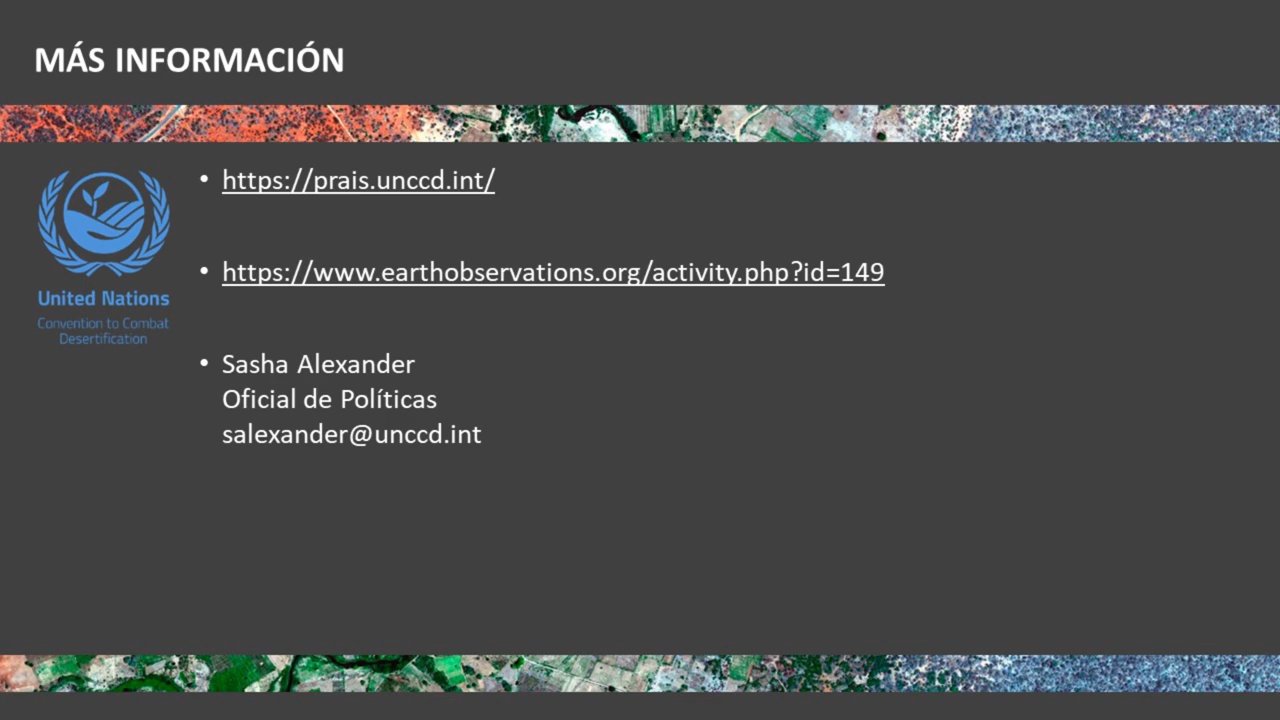 MÁS INFORMACIÓN
• https://prais.unccd.int/
• https://www.earthobservations.org/activity.php?id=149
United Nations
Convention to Combat
Desertification
• Sasha Alexander
Oficial de Políticas
salexander@unccd.int